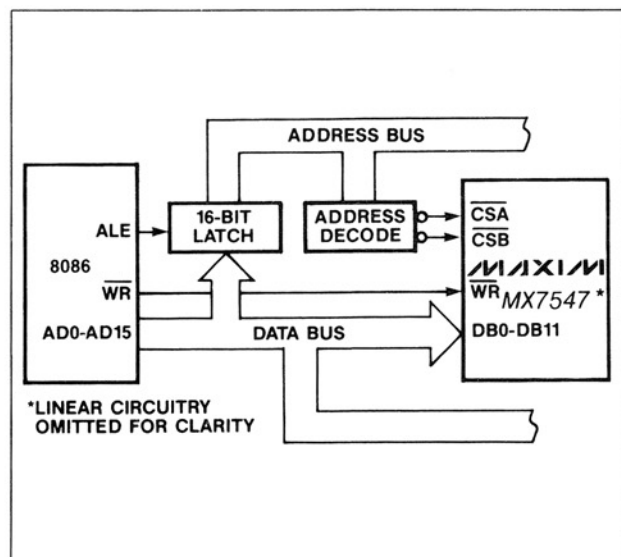 ADDRESS BUS
ALE
16-BIT
LATCH
ADDRESS
DECODE
CSA
CSB
8086
MAXIM
WR
WR
MX7547 *
AD0-AD15
DATA BUS
DB0-DB11
*LINEAR CIRCUITRY
OMITTED FOR CLARITY